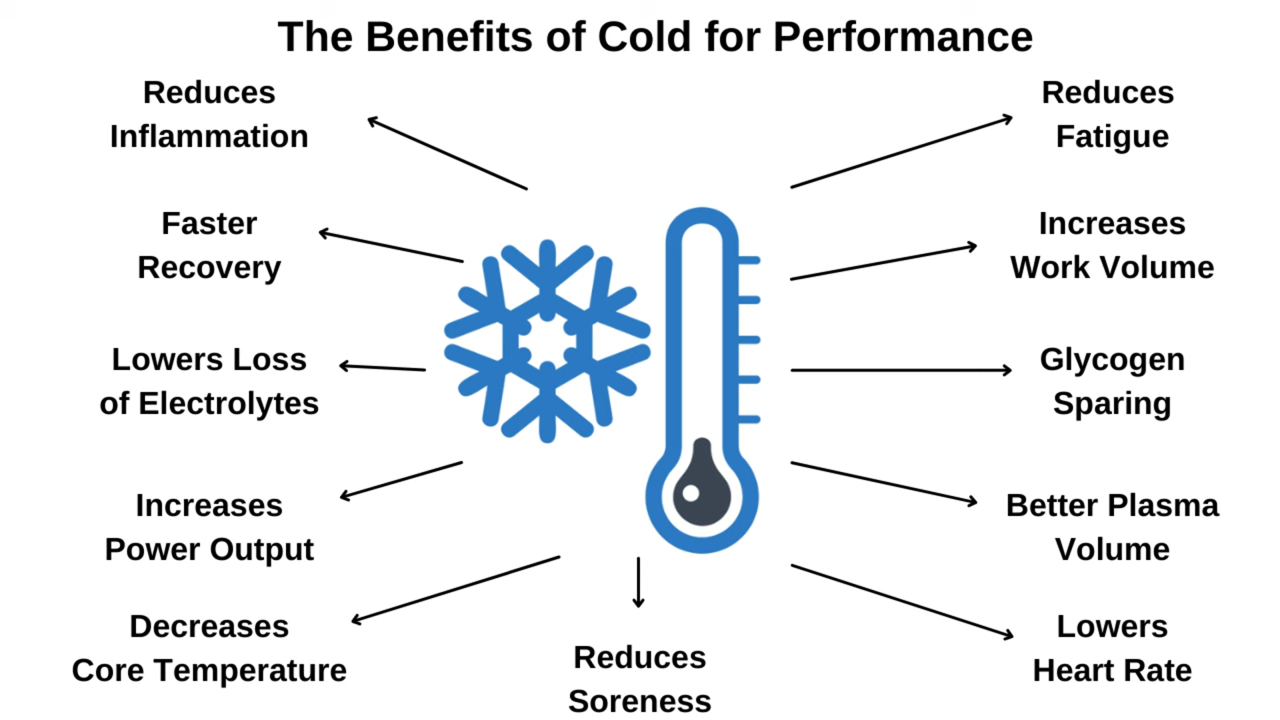 The Benefits of Cold for Performance
Reduces
Inflammation
Faster
Recovery
Lowers Loss
of Electrolytes
Increases
Power Output
Decreases
Core Temperature
Reduces
Soreness
Reduces
Fatigue
Increases
Work Volume
Glycogen
Sparing
Better Plasma
Volume
Lowers
Heart Rate